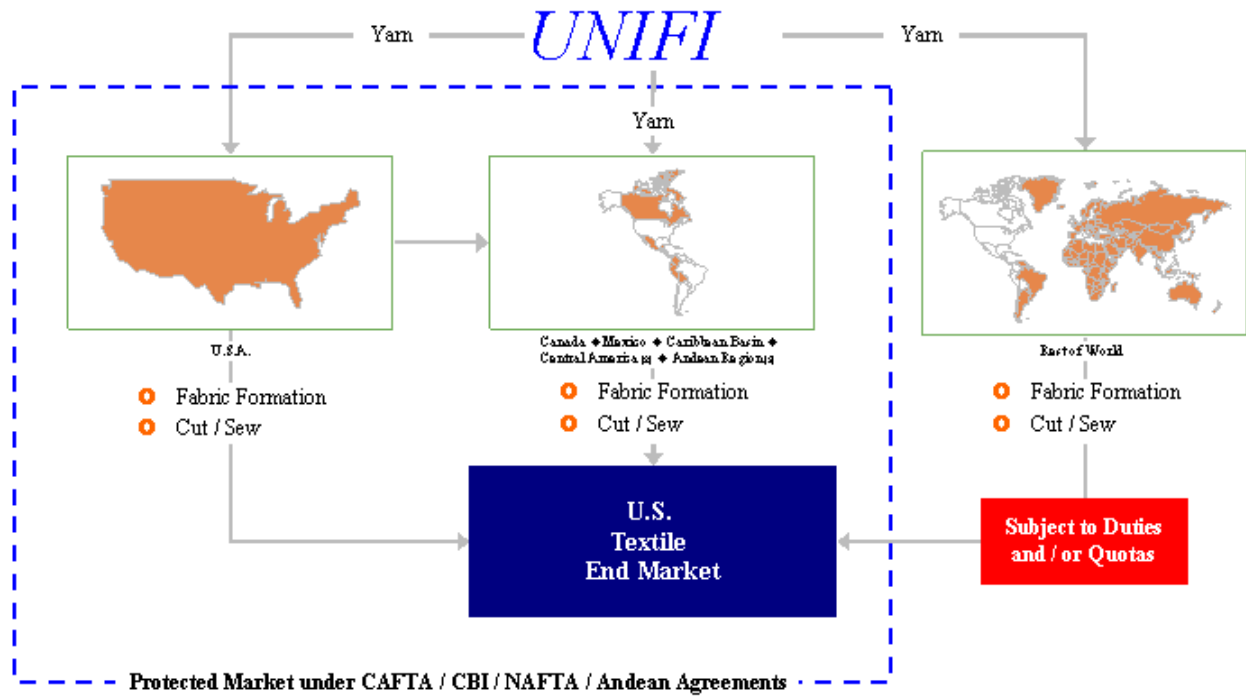 UNIFI
Yarn
Yarn
Yarn
U.S.A.
Canada ◆ Mexico ◆ Caribbean Basin ◆
Central America ◆ Andean Region
Rest of World
Fabric Formation
Cut / Sew
Fabric Formation
Cut / Sew
Fabric Formation
Cut / Sew
U.S.
Textile
End Market
Subject to Duties
and / or Quotas
Protected Market under CAFTA / CBI / NAFTA / Andean Agreements